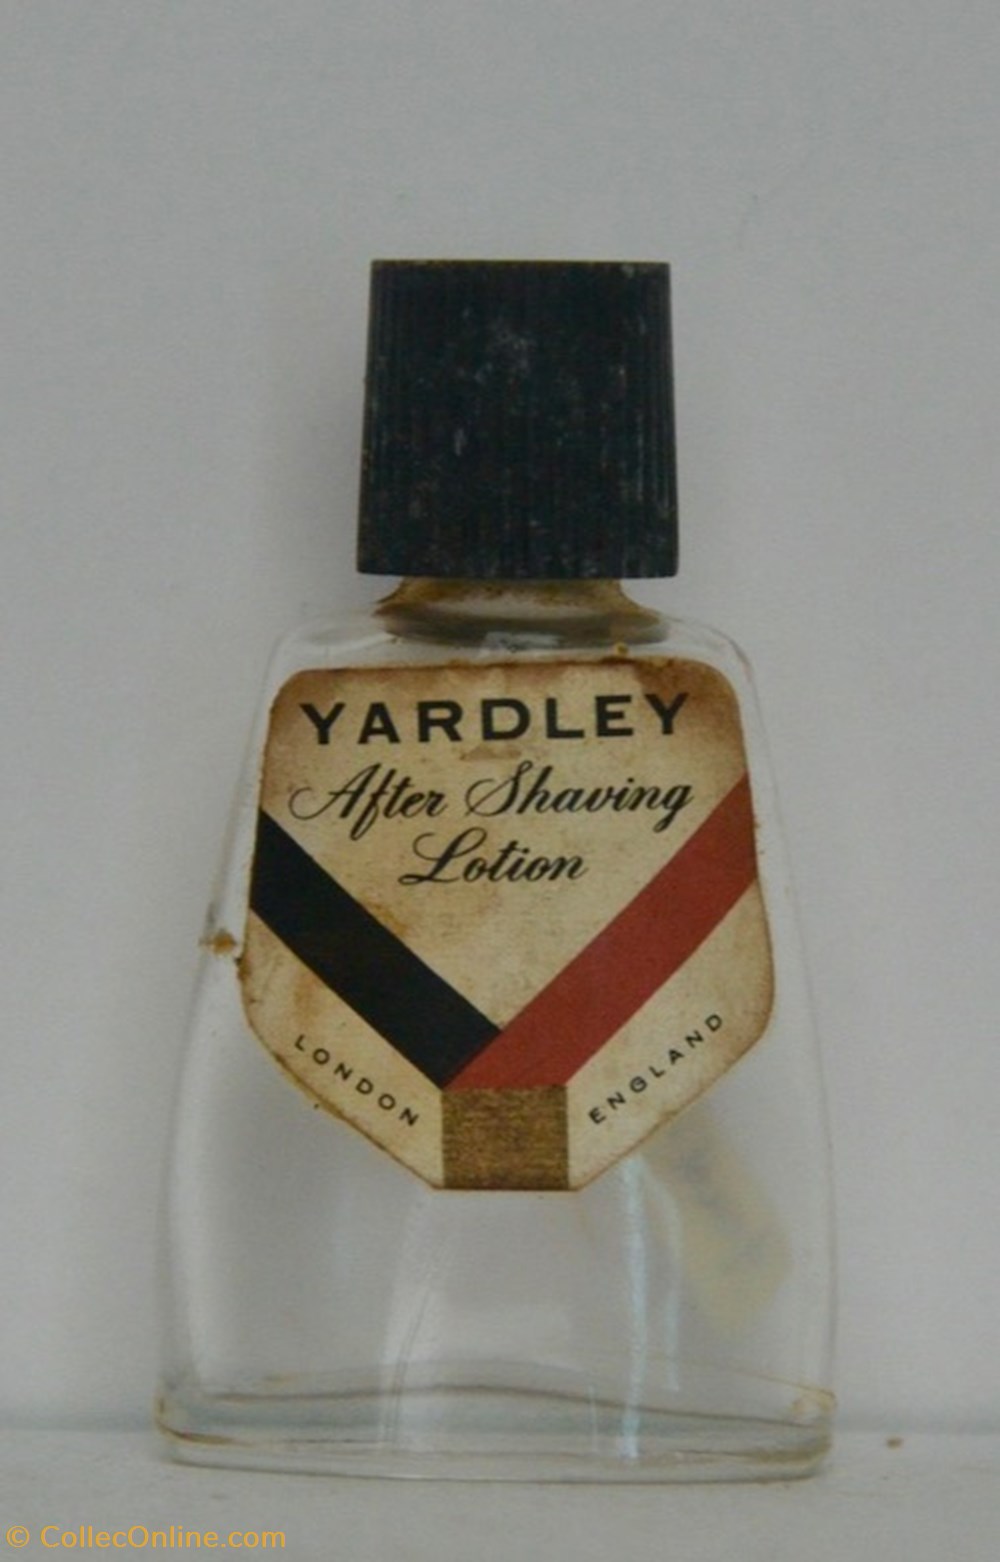 YARDLEY
After Shaving
Lotion
LONDON
ENGLAND
© CollecOnline.com